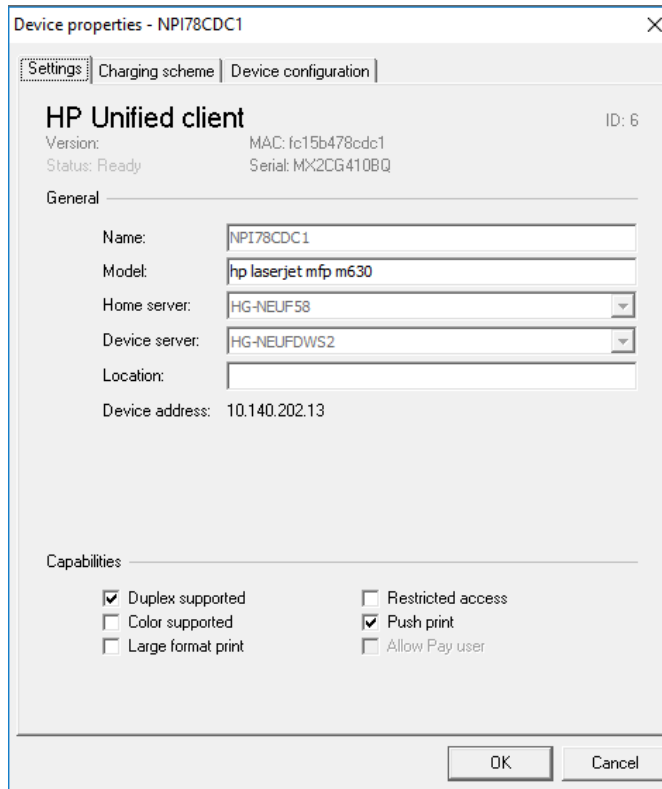 Device properties - NPI78CDC1
Settings Charging scheme Device configuration
HP Unified client ID: 6
Version: MAC: fc15b478cdc1
Status: Ready Serial: MX2CG410BQ
General
Name: NPI78CDC1
Model: hp laserjet mfp m630
Home server: HG-NEUF58
Device server: HG-NEUFDWS2
Location:
Device address: 10.140.202.13
Capabilities
Duplex supported Restricted access
Color supported Push print
Large format print Allow Pay user
OK Cancel